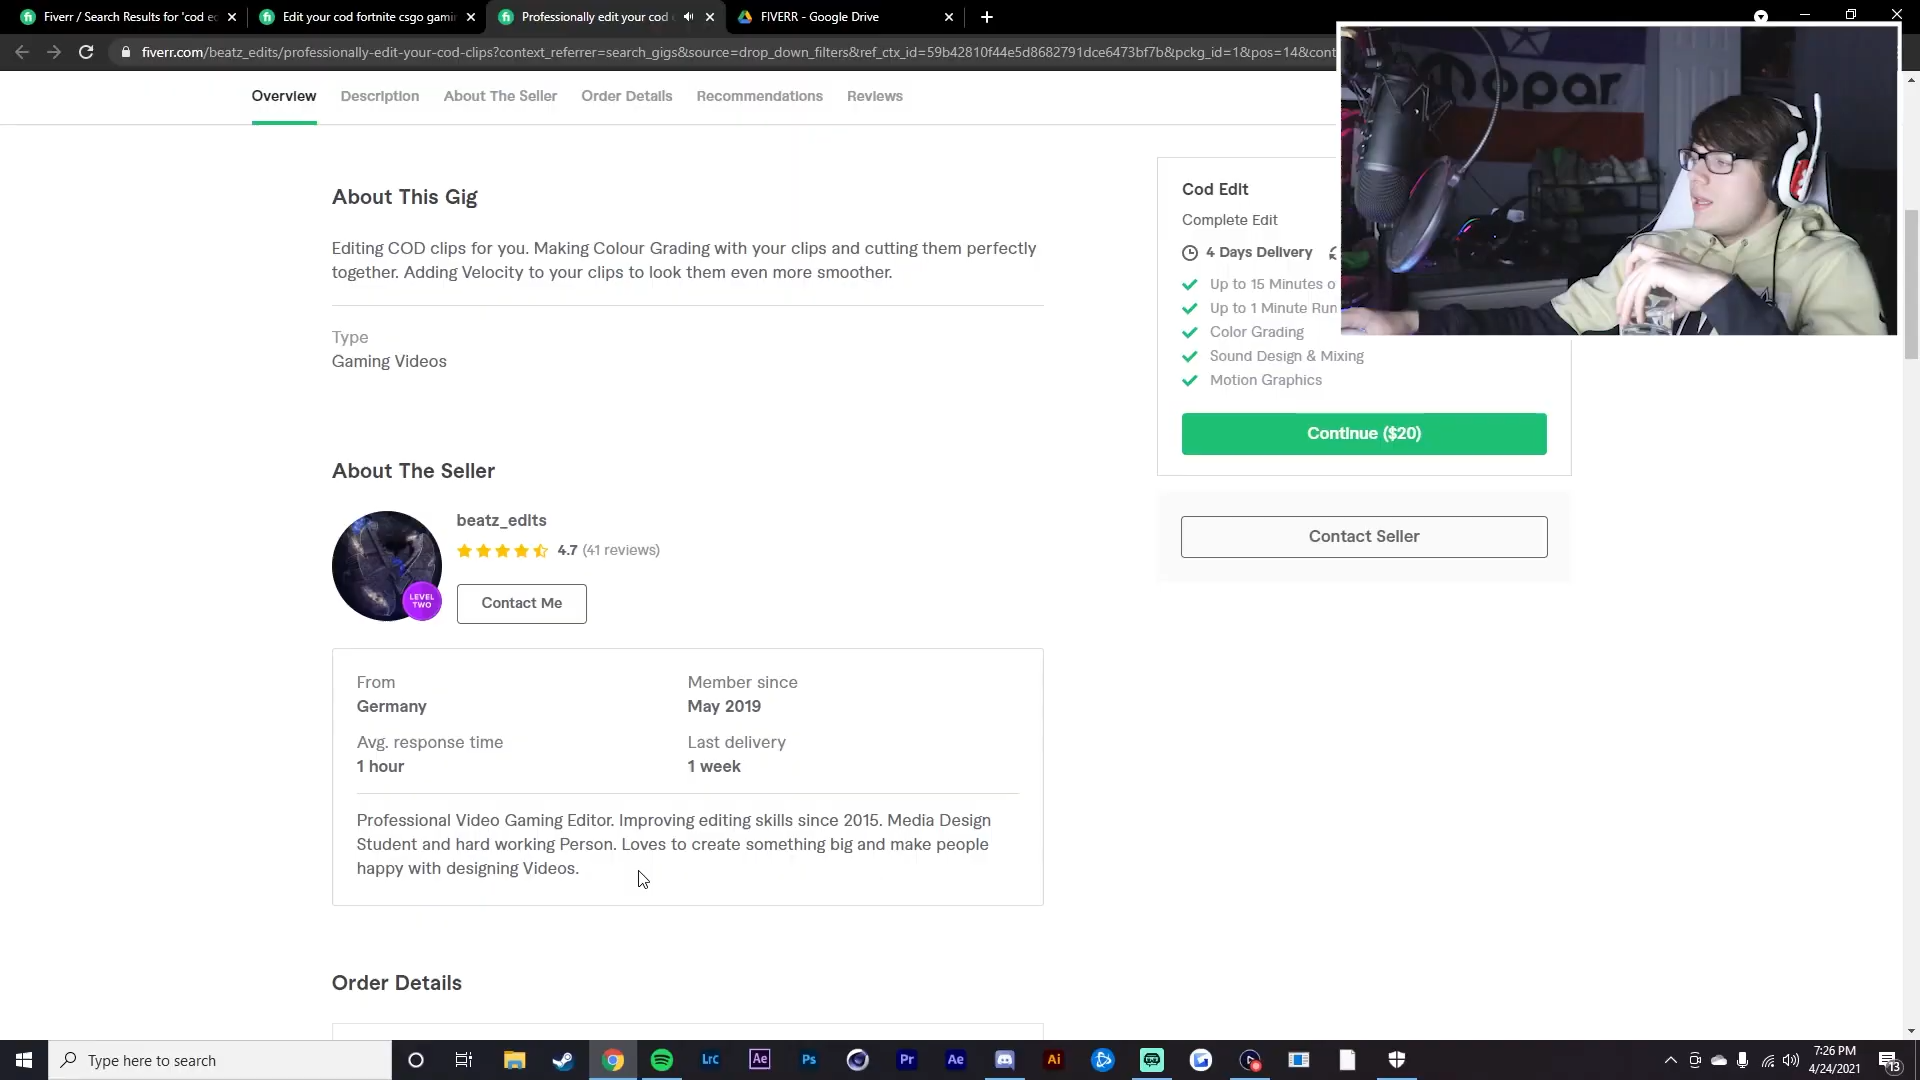 Fiverr / Search Results for 'cod ec
Edit your cod fortnite csgo gamin
Professionally edit your cod c
FIVERR - Google Drive
fiverr.com/beatz_edits/professionally-edit-your-cod-clips?context_referrer=search_gigs&source=drop_down_filters&ref_ctx_id=59b42810f44e5d8682791dce6473bf7b&pckg_id=1&pos=14&cont
Mopar
Overview Description About The Seller Order Details Recommendations Reviews
About This Gig
Editing COD clips for you. Making Colour Grading with your clips and cutting them perfectly
together. Adding Velocity to your clips to look them even more smoother.
Type
Gaming Videos
Cod Edit
Complete Edit
4 Days Delivery
Up to 15 Minutes o
Up to 1 Minute Run
Color Grading
Sound Design & Mixing
Motion Graphics
Continue ($20)
Contact Seller
About The Seller
beatz_edits
4.7 (41 reviews)
LEVEL
TWO
Contact Me
From
Germany
Member since
May 2019
Avg. response time
1 hour
Last delivery
1 week
Professional Video Gaming Editor. Improving editing skills since 2015. Media Design
Student and hard working Person. Loves to create something big and make people
happy with designing Videos.
Order Details
Type here to search
Lrc
Ae
Ps
Pr
Ae
Ai
7:26 PM
4/24/2021
13